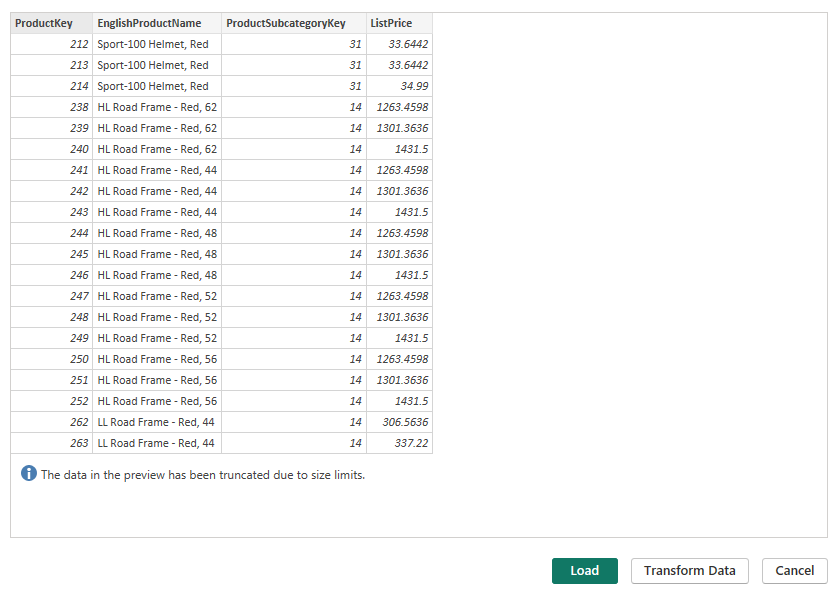 ProductKey EnglishProductName ProductSubcategoryKey ListPrice
212 Sport-100 Helmet, Red 31 33.6442
213 Sport-100 Helmet, Red 31 33.6442
214 Sport-100 Helmet, Red 31 34.99
238 HL Road Frame - Red, 62 14 1263.4598
239 HL Road Frame - Red, 62 14 1301.3636
240 HL Road Frame - Red, 62 14 1431.5
241 HL Road Frame - Red, 44 14 1263.4598
242 HL Road Frame - Red, 44 14 1301.3636
243 HL Road Frame - Red, 44 14 1431.5
244 HL Road Frame - Red, 48 14 1263.4598
245 HL Road Frame - Red, 48 14 1301.3636
246 HL Road Frame - Red, 48 14 1431.5
247 HL Road Frame - Red, 52 14 1263.4598
248 HL Road Frame - Red, 52 14 1301.3636
249 HL Road Frame - Red, 52 14 1431.5
250 HL Road Frame - Red, 56 14 1263.4598
251 HL Road Frame - Red, 56 14 1301.3636
252 HL Road Frame - Red, 56 14 1431.5
262 LL Road Frame - Red, 44 14 306.5636
263 LL Road Frame - Red, 44 14 337.22
The data in the preview has been truncated due to size limits.
Load Transform Data Cancel